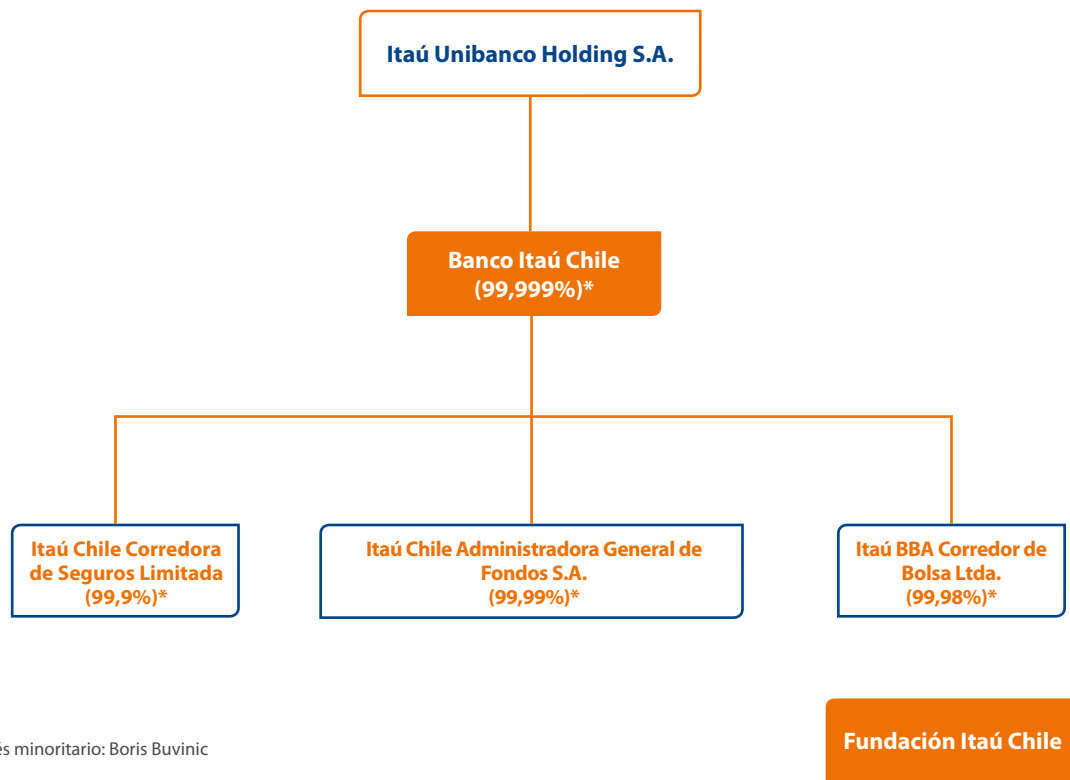 Itaú Unibanco Holding S.A.
Banco Itaú Chile
(99,999%)*
Itaú Chile Corredora
de Seguros Limitada
(99,9%)*
Itaú Chile Administradora General de
Fondos S.A.
(99,99%)*
Itaú BBA Corredor de
Bolsa Ltda.
(99,98%)*
és minoritario: Boris Buvinic
Fundación Itaú Chile